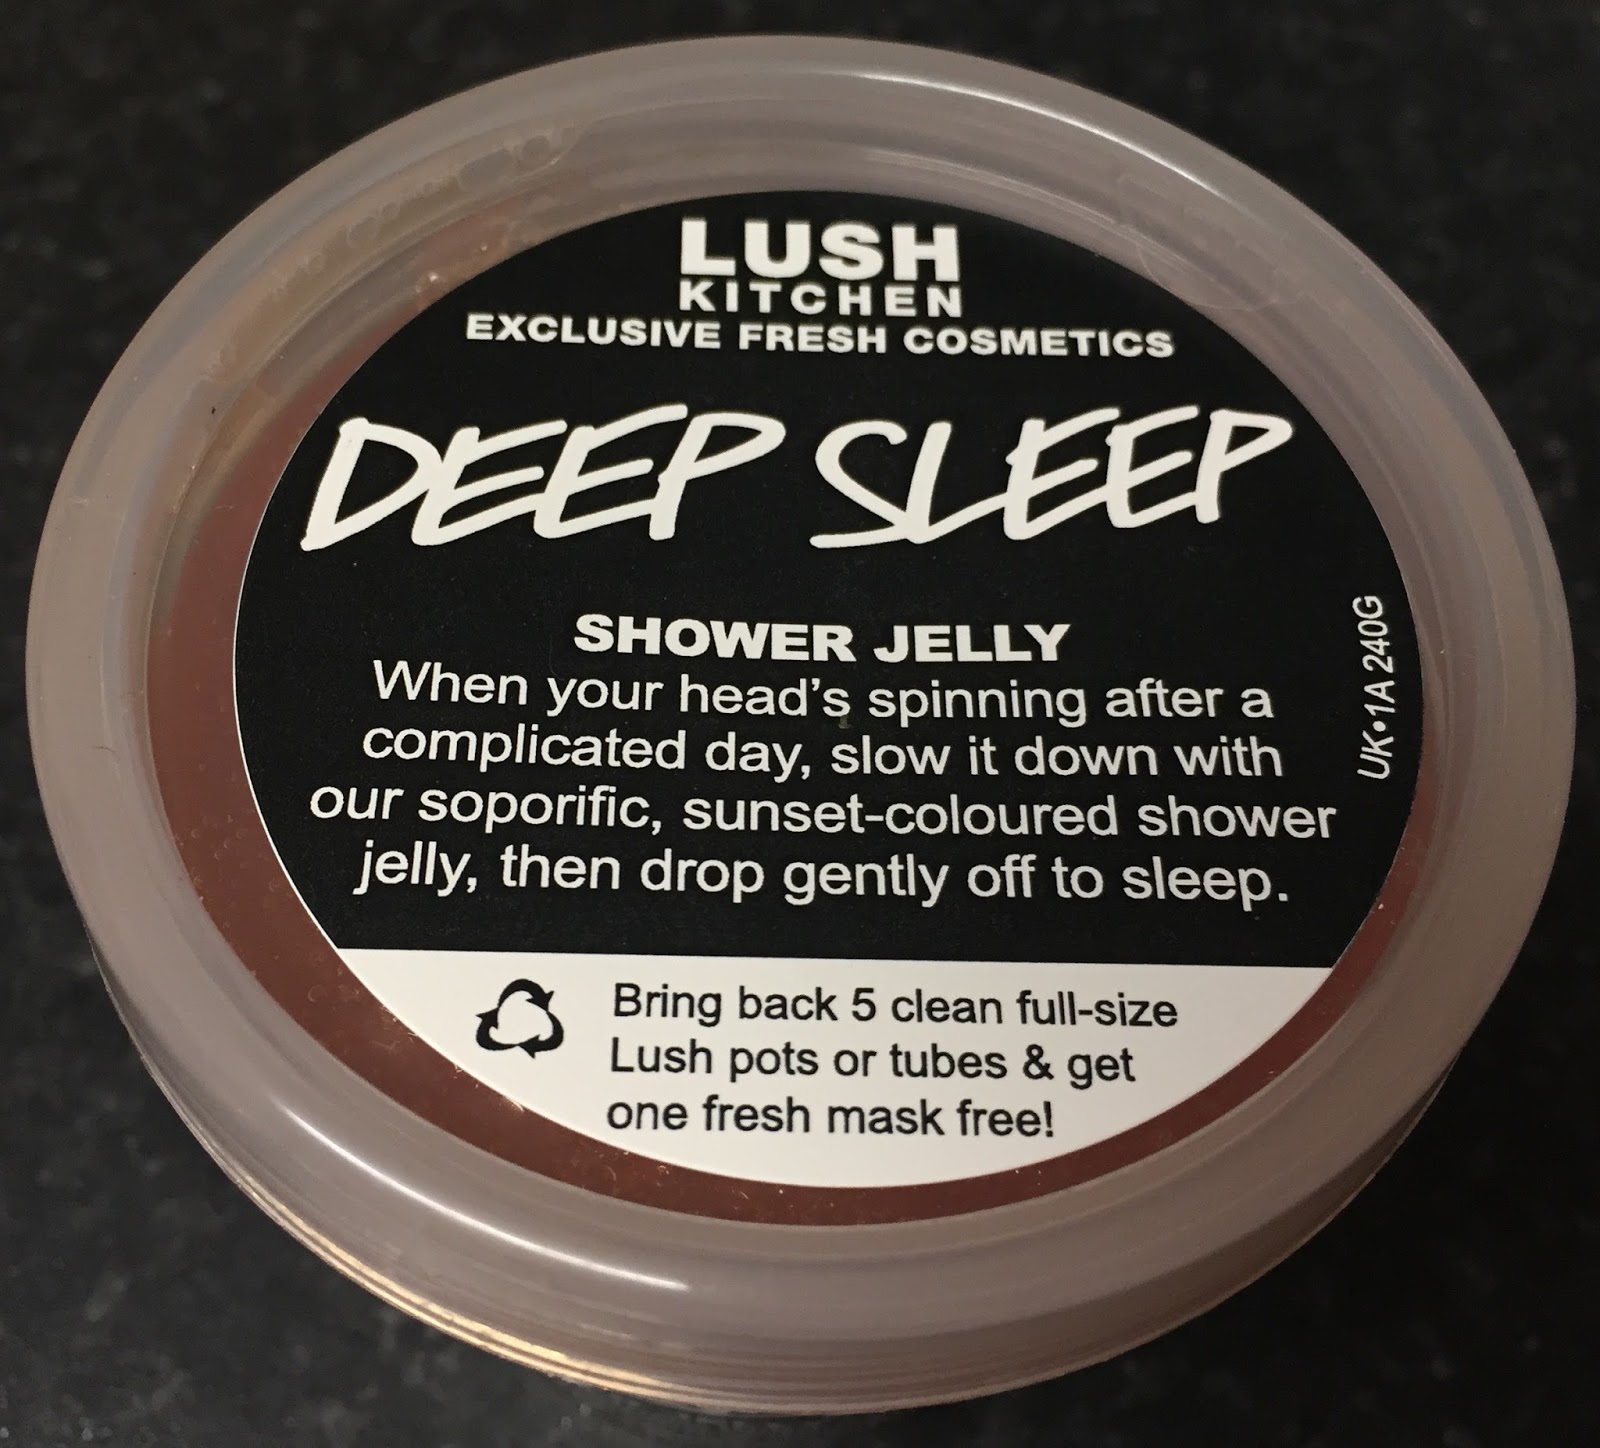 LUSH
KITCHEN
EXCLUSIVE FRESH COSMETICS
DEEP SLEEP
SHOWER JELLY
When your head's spinning after a
complicated day, slow it down with
our soporific, sunset-coloured shower
jelly, then drop gently off to sleep.
UK•1A 240G
Bring back 5 clean full-size
Lush pots or tubes & get
one fresh mask free!